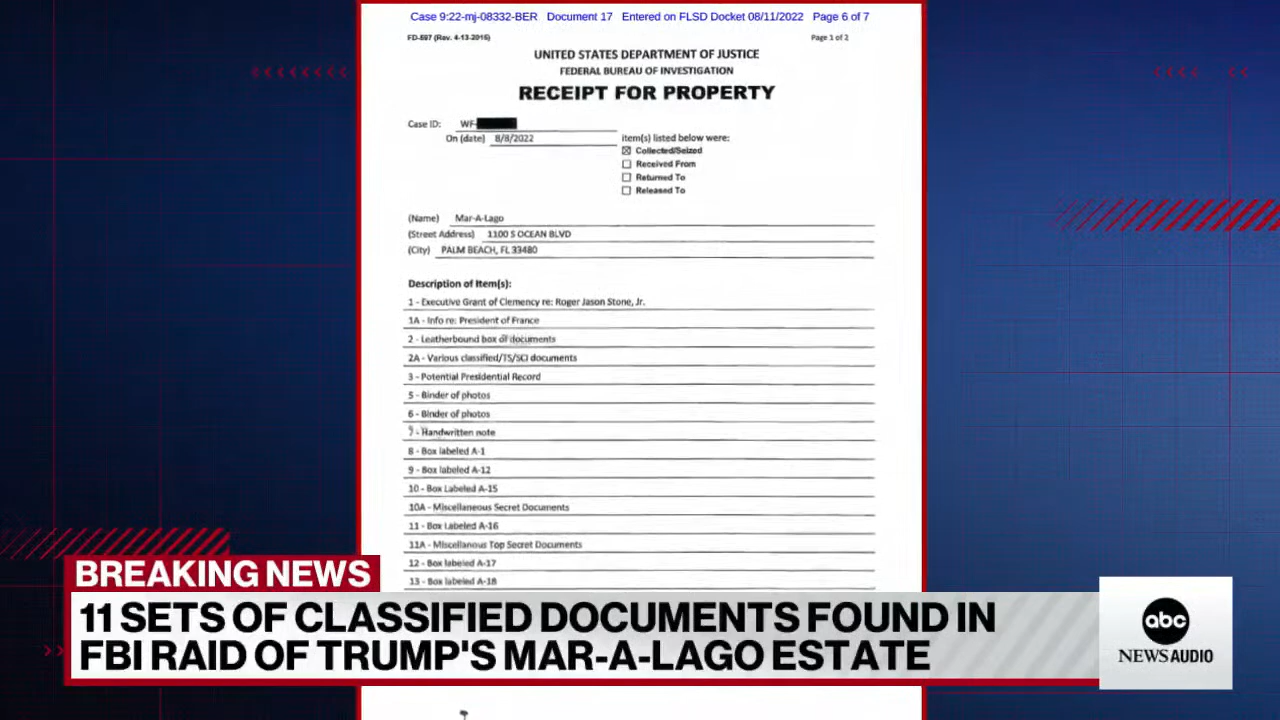 Case 9:22-mj-08332-BER Document 17 Entered on FLSD Docket 08/11/2022 Page 6 of 7
FD-597 (Rev. 4-13-2015) Page 1 of 2
UNITED STATES DEPARTMENT OF JUSTICE
FEDERAL BUREAU OF INVESTIGATION
RECEIPT FOR PROPERTY
Case ID: WF-
On (date) 8/8/2022 item(s) listed below were:
☒ Collected/Seized
☐ Received From
☐ Returned To
☐ Released To
(Name) Mar-A-Lago
(Street Address) 1100 S OCEAN BLVD
(City) PALM BEACH, FL 33480
Description of Item(s):
1 - Executive Grant of Clemency re: Roger Jason Stone, Jr.
1A - Info re: President of France
2 - Leatherbound box of documents
2A - Various classified/TS/SCI documents
3 - Potential Presidential Record
5 - Binder of photos
6 - Binder of photos
7 - Handwritten note
8 - Box labeled A-1
9 - Box labeled A-12
10 - Box Labeled A-15
10A - Miscellaneous Secret Documents
11 - Box Labeled A-16
11A - Miscellanous Top Secret Documents
12 - Box labeled A-17
13 - Box labeled A-18
BREAKING NEWS
11 SETS OF CLASSIFIED DOCUMENTS FOUND IN
FBI RAID OF TRUMP'S MAR-A-LAGO ESTATE
abc
NEWS AUDIO